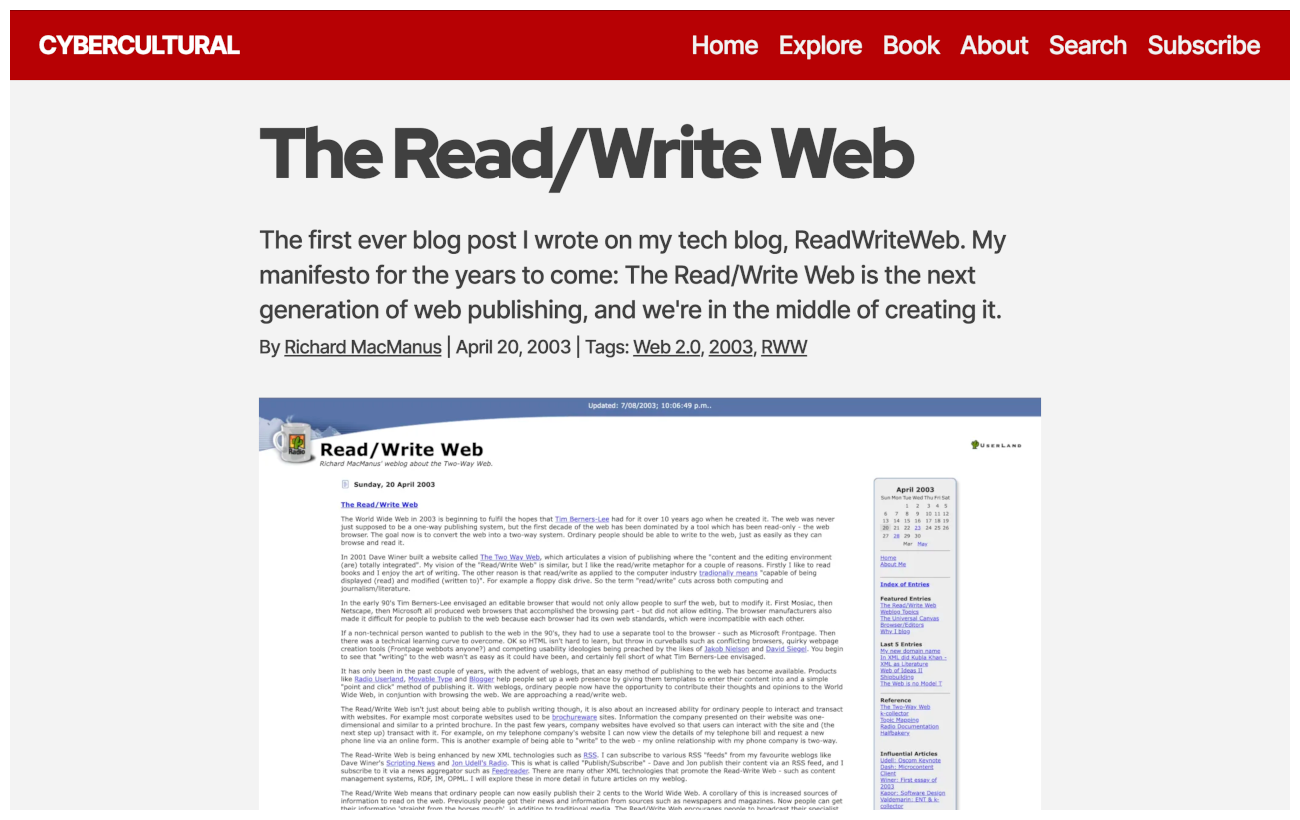 CYBERCULTURAL
Home Explore Book About Search Subscribe
The Read/Write Web
The first ever blog post I wrote on my tech blog, ReadWriteWeb. My
manifesto for the years to come: The Read/Write Web is the next
generation of web publishing, and we're in the middle of creating it.
By Richard MacManus | April 20, 2003 | Tags: Web 2.0, 2003, RWW
Updated: 7/08/2003; 10:06:49 p.m..
Radio
Read/Write Web
Richard MacManus' weblog about the Two-Way Web.
USERLAND
Sunday, 20 April 2003
The Read/Write Web
The World Wide Web in 2003 is beginning to fulfil the hopes that Tim Berners-Lee had for it over 10 years ago when he created it. The web was never
just supposed to be a one-way publishing system, but the first decade of the web has been dominated by a tool which has been read-only - the web
browser. The goal now is to convert the web into a two-way system. Ordinary people should be able to write to the web, just as easily as they can
browse and read it.
In 2001 Dave Winer built a website called The Two Way Web, which articulates a vision of publishing where the "content and the editing environment
(are) totally integrated". My vision of the "Read/Write Web" is similar, but I like the read/write metaphor for a couple of reasons. Firstly I like to read
books and I enjoy the art of writing. The other reason is that read/write as applied to the computer industry tradionally means "capable of being
displayed (read) and modified (written to)". For example a floppy disk drive. So the term "read/write" cuts across both computing and
journalism/literature.
In the early 90's Tim Berners-Lee envisaged an editable browser that would not only allow people to surf the web, but to modify it. First Mosiac, then
Netscape, then Microsoft all produced web browsers that accomplished the browsing part - but did not allow editing. The browser manufacturers also
made it difficult for people to publish to the web because each browser had its own web standards, which were incompatible with each other.
If a non-technical person wanted to publish to the web in the 90's, they had to use a separate tool to the browser - such as Microsoft Frontpage. Then
there was a technical learning curve to overcome. OK so HTML isn't hard to learn, but throw in curveballs such as conflicting browsers, quirky webpage
creation tools (Frontpage webbots anyone?) and competing usability ideologies being preached by the likes of Jakob Nielson and David Siegel. You begin
to see that "writing" to the web wasn't as easy as it could have been, and certainly fell short of what Tim Berners-Lee envisaged.
It has only been in the past couple of years, with the advent of weblogs, that an easy method of publishing to the web has become available. Products
like Radio Userland, Movable Type and Blogger help people set up a web presence by giving them templates to enter their content into and a simple
"point and click" method of publishing it. With weblogs, ordinary people now have the opportunity to contribute their thoughts and opinions to the World
Wide Web, in conjuntion with browsing the web. We are approaching a read/write web.
The Read/Write Web isn't just about being able to publish writing though, it is also about an increased ability for ordinary people to interact and transact
with websites. For example most corporate websites used to be brochureware sites. Information the company presented on their website was one-
dimensional and similar to a printed brochure. In the past few years, company websites have evolved so that users can interact with the site and (the
next step up) transact with it. For example, on my telephone company's website I can now view the details of my telephone bill and request a new
phone line via an online form. This is another example of being able to "write" to the web - my online relationship with my phone company is two-way.
The Read-Write Web is being enhanced by new XML technologies such as RSS. I can subscribe to various RSS "feeds" from my favourite weblogs like
Dave Winer's Scripting News and Jon Udell's Radio. This is what is called "Publish/Subscribe" - Dave and Jon publish their content via an RSS feed, and I
subscribe to it via a news aggregator such as Feedreader. There are many other XML technologies that promote the Read-Write Web - such as content
management systems, RDF, IM, OPML. I will explore these in more detail in future articles on my weblog.
The Read/Write Web means that ordinary people can now easily publish their 2 cents to the World Wide Web. A corollary of this is increased sources of
information to read on the web. Previously people got their news and information from sources such as newspapers and magazines. Now people can get
their information 'straight from the horses mouth', in addition to traditional media. The Read/Write Web encourages people to broadcast their specialist
April 2003
Sun Mon Tue Wed Thu Fri Sat
1 2 3 4 5
6 7 8 9 10 11 12
13 14 15 16 17 18 19
20 21 22 23 24 25 26
27 28 29 30
Mar May
Home
About Me
Index of Entries
Featured Entries
The Read/Write Web
Weblog Topics
The Universal Canvas
Browser/Editors
Why I blog
Last 5 Entries
My new domain name
In XML did Kubla Khan -
XML as Literature
Web of Ideas II
Shipbuilding
The Web is no Model T
Reference
The Two-Way Web
k-collector
Topic Mapping
Radio Documentation
Halfbakery
Influential Articles
Udell: Oscom Keynote
Dash: Microcontent
Client
Winer: First essay of
2003
Kapor: Software Design
Valdemarin: ENT & k-
collector